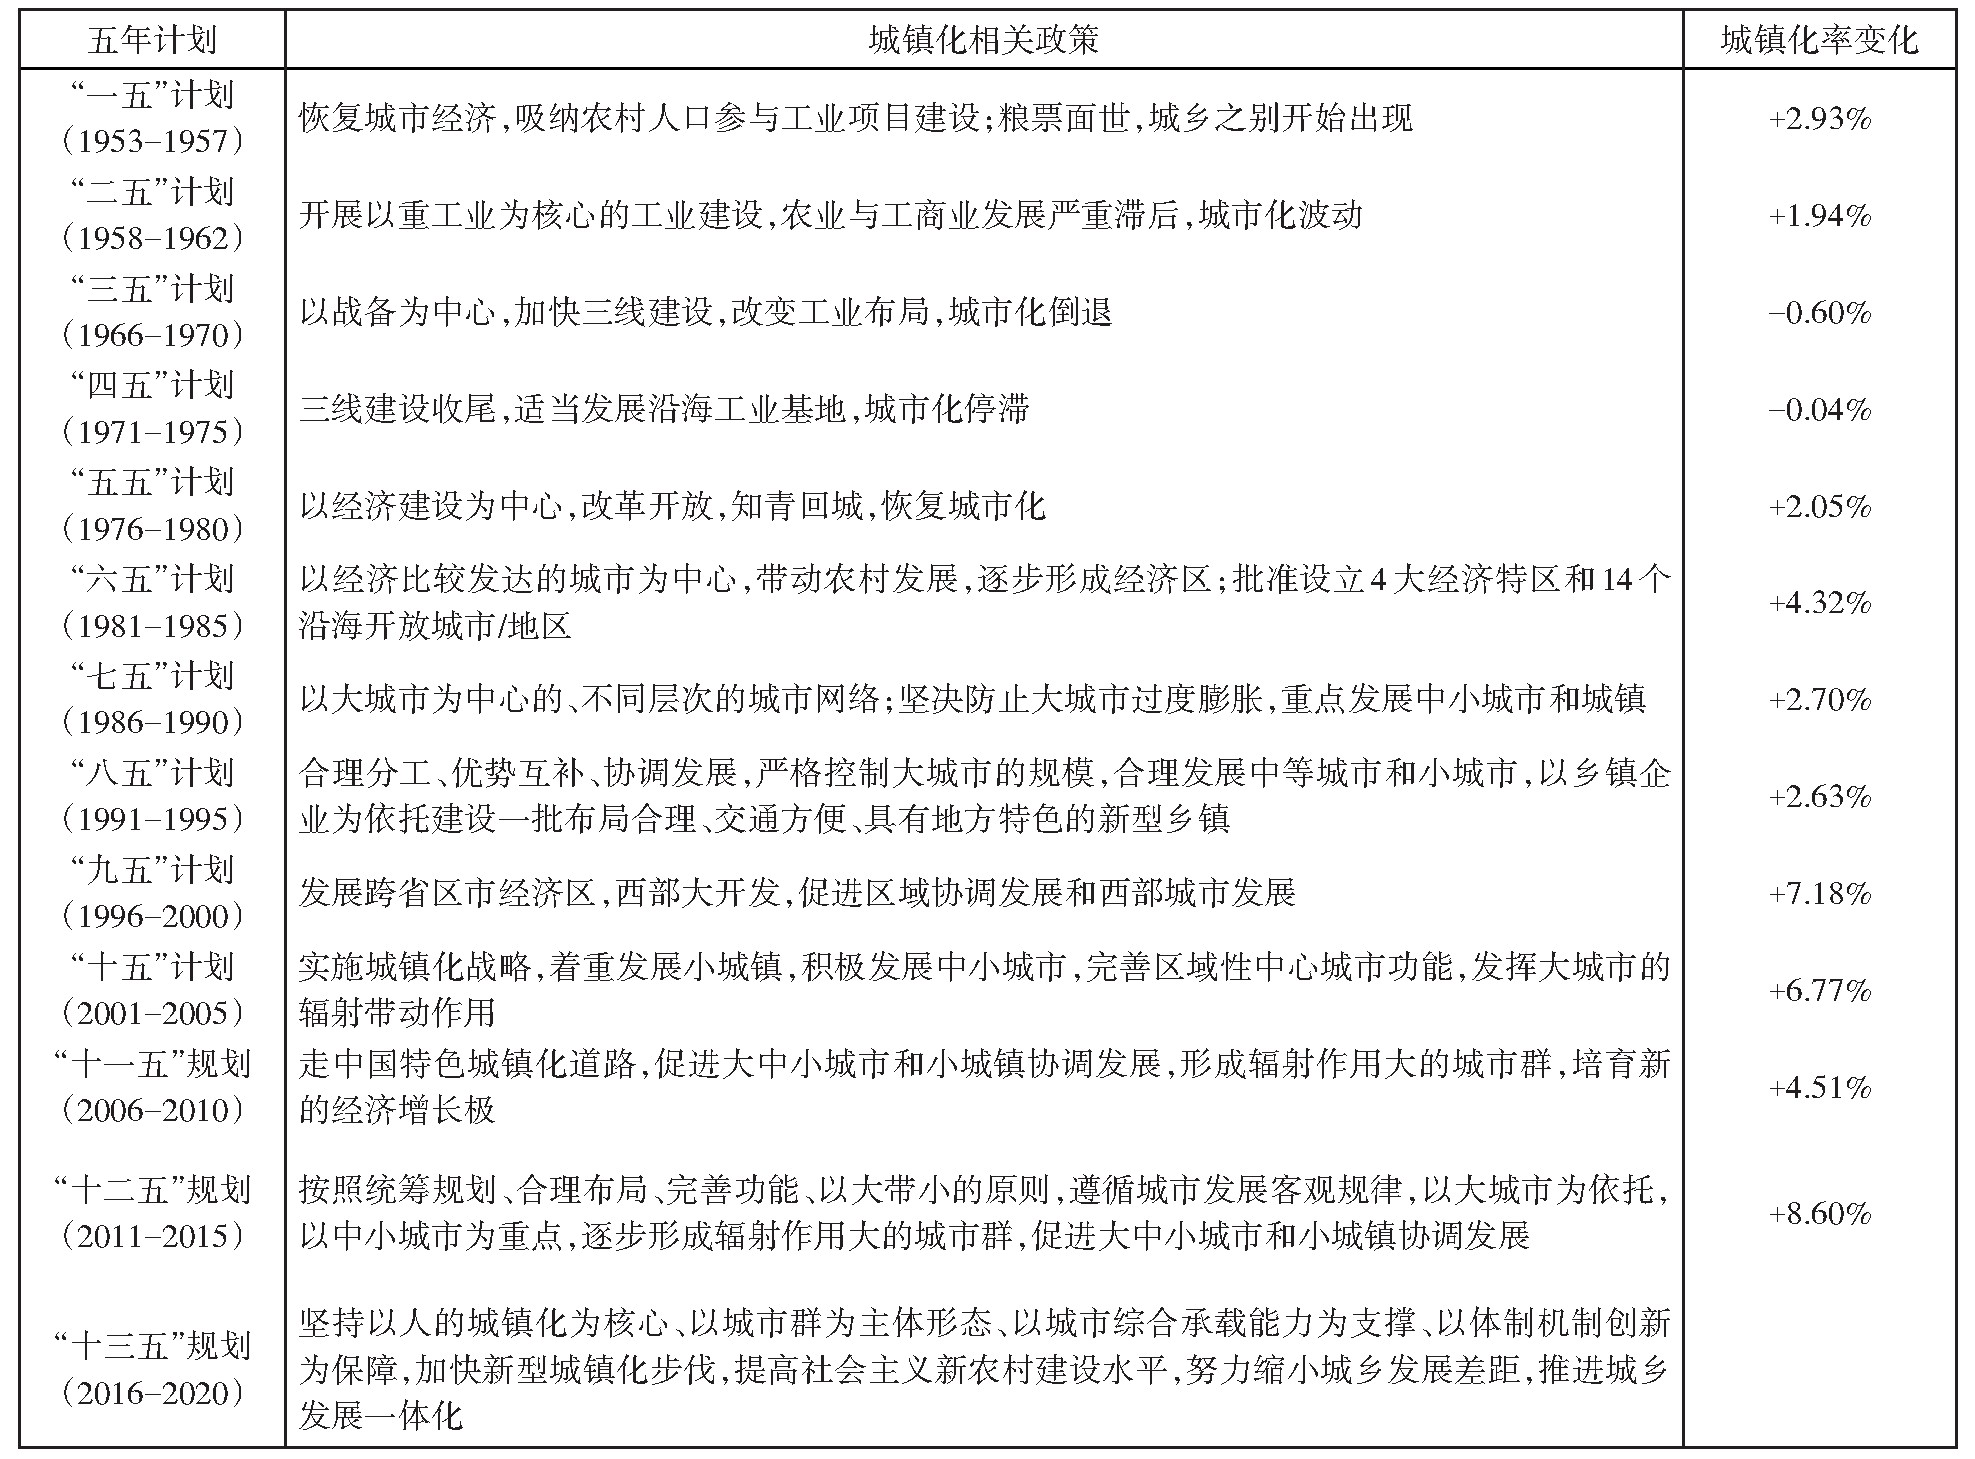 五年计划 城镇化相关政策 城镇化率变化
“一五”计划
(1953–1957)
恢复城市经济,吸纳农村人口参与工业项目建设;粮票面世,城乡之别开始出现
+2.93%
“二五”计划
(1958–1962)
开展以重工业为核心的工业建设,农业与工商业发展严重滞后,城市化波动
+1.94%
“三五”计划
(1966–1970)
以战备为中心,加快三线建设,改变工业布局,城市化倒退
–0.60%
“四五”计划
(1971–1975)
三线建设收尾,适当发展沿海工业基地,城市化停滞
–0.04%
“五五”计划
(1976–1980)
以经济建设为中心,改革开放,知青回城,恢复城市化
+2.05%
“六五”计划
(1981–1985)
以经济比较发达的城市为中心,带动农村发展,逐步形成经济区;批准设立4大经济特区和14个
沿海开放城市/地区
+4.32%
“七五”计划
(1986–1990)
以大城市为中心的、不同层次的城市网络;坚决防止大城市过度膨胀,重点发展中小城市和城镇
+2.70%
“八五”计划
(1991–1995)
合理分工、优势互补、协调发展,严格控制大城市的规模,合理发展中等城市和小城市,以乡镇企
业为依托建设一批布局合理、交通方便、具有地方特色的新型乡镇
+2.63%
“九五”计划
(1996–2000)
发展跨省区市经济区,西部大开发,促进区域协调发展和西部城市发展
+7.18%
“十五”计划
(2001–2005)
实施城镇化战略,着重发展小城镇,积极发展中小城市,完善区域性中心城市功能,发挥大城市的
辐射带动作用
+6.77%
“十一五”规划
(2006–2010)
走中国特色城镇化道路,促进大中小城市和小城镇协调发展,形成辐射作用大的城市群,培育新
的经济增长极
+4.51%
“十二五”规划
(2011–2015)
按照统筹规划、合理布局、完善功能、以大带小的原则,遵循城市发展客观规律,以大城市为依托,
以中小城市为重点,逐步形成辐射作用大的城市群,促进大中小城市和小城镇协调发展
+8.60%
“十三五”规划
(2016–2020)
坚持以人的城镇化为核心、以城市群为主体形态、以城市综合承载能力为支撑、以体制机制创新
为保障,加快新型城镇化步伐,提高社会主义新农村建设水平,努力缩小城乡发展差距,推进城乡
发展一体化